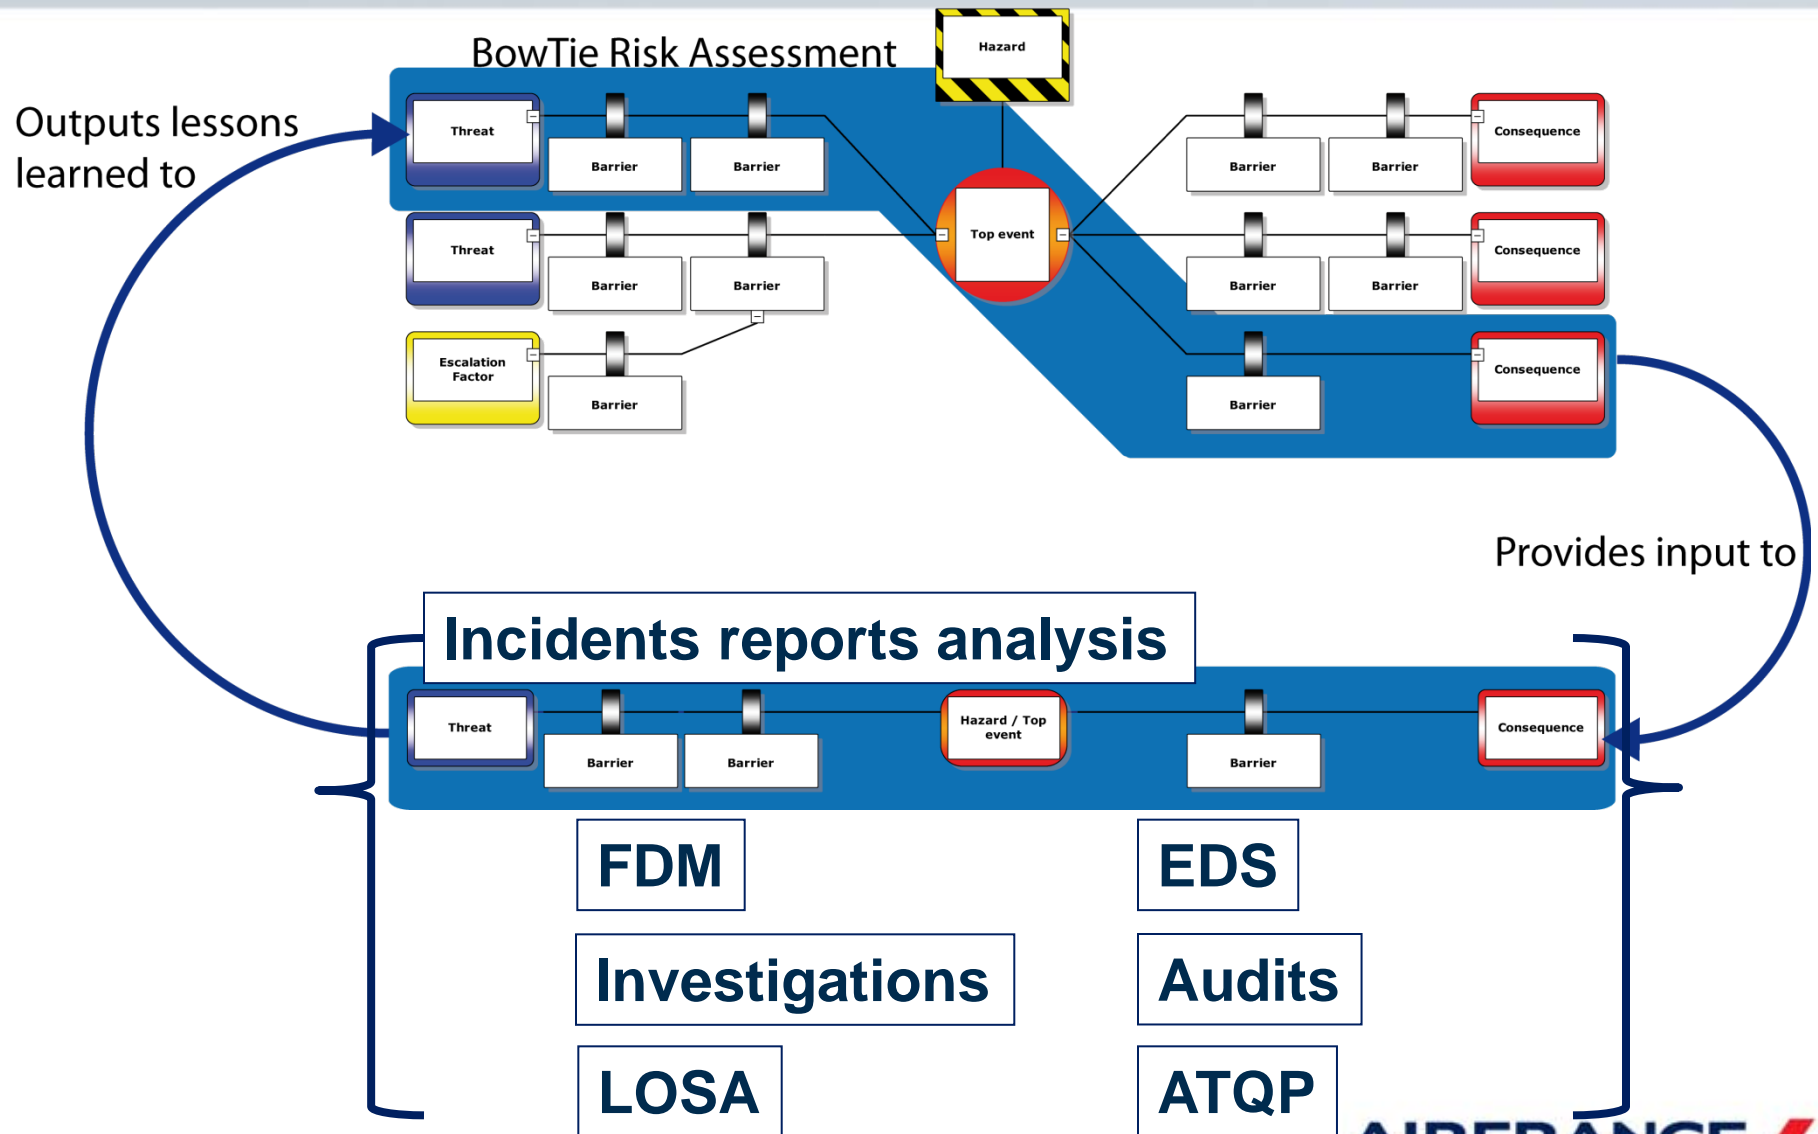 BowTie Risk Assessment
Hazard
Outputs lessons
learned to
Threat
Barrier
Barrier
Barrier
Barrier
Consequence
Threat
Barrier
Barrier
Top event
Barrier
Barrier
Consequence
Escalation
Factor
Barrier
Barrier
Consequence
Provides input to
Incidents reports analysis
Threat
Barrier
Barrier
Hazard / Top
event
Barrier
Consequence
FDM
EDS
Investigations
Audits
LOSA
ATQP
AIRFRANCE